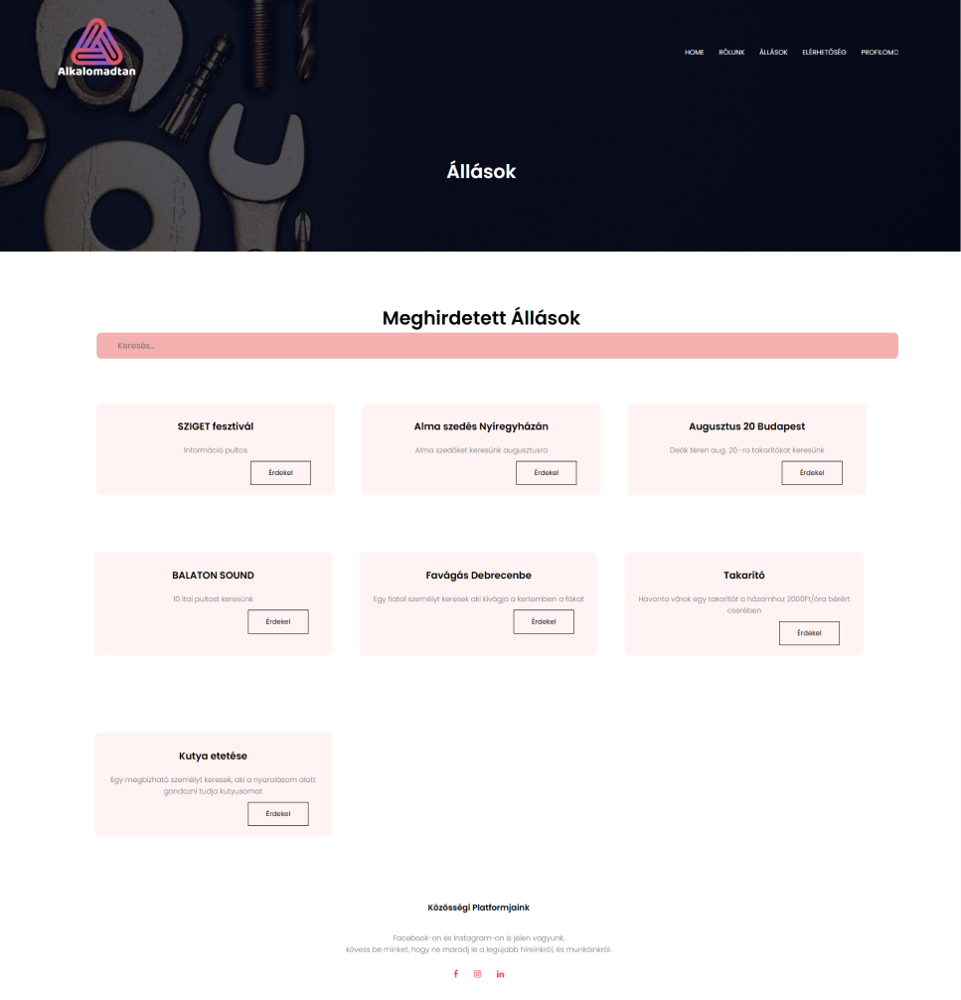 Alkalomadtan
HOME RÓLUNK ÁLLÁSOK ELÉRHETŐSÉG PROFILOM
Állások
Meghirdetett Állások
Keresés...
SZIGET fesztivál
Információ pultos
Érdekel
Alma szedés Nyíregyházán
Alma szedőket keresünk augusztusra
Érdekel
Augusztus 20 Budapest
Deák téren aug. 20.-ra takarítókat keresünk
Érdekel
BALATON SOUND
10 ital pultost keresünk
Érdekel
Favágás Debrecenbe
Egy fiatal személyt keresek aki kivágja a kertemben a fákat
Érdekel
Takarító
Havonta várok egy takarítót a házamhoz 2000Ft/óra bérért
cserében
Érdekel
Kutya etetése
Egy megbízható személyt keresek, aki a nyaralásom alatt
gondozni tudja kutyusomat
Érdekel
Közösségi Platformjaink
Facebook-on és Instagram-on is jelen vagyunk,
kövess be minket, hogy ne maradj le a legújabb híreinkről, és munkáinkról.